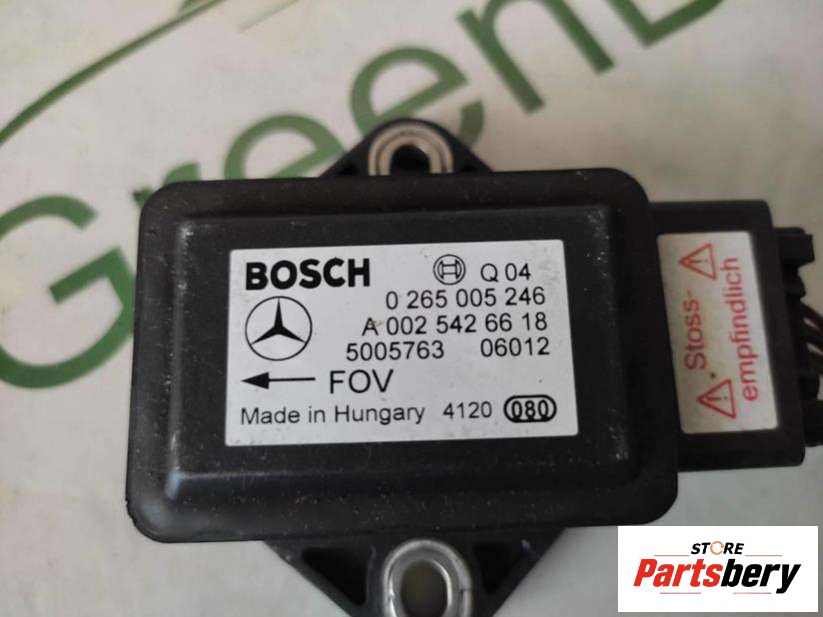 GreenL
BOSCH
Q 04
0 265 005 246
A 002 542 66 18
5005763 06012
FOV
Made in Hungary 4120 080
Stoss-
empfindlich
STORE
Partsbery